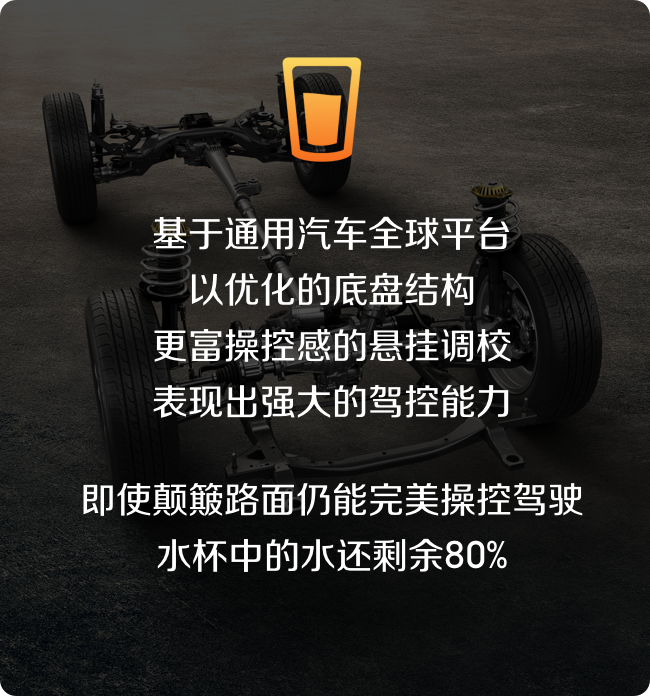 基于通用汽车全球平台
以优化的底盘结构
更富操控感的悬挂调校
表现出强大的驾控能力
即使颠簸路面仍能完美操控驾驶
水杯中的水还剩余80%